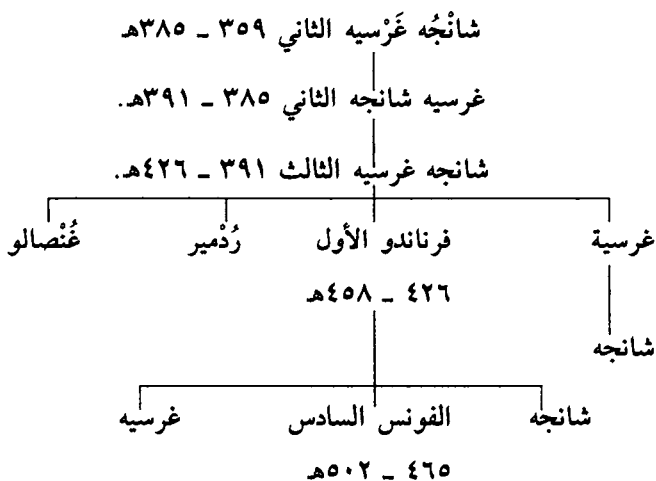 شانْجُه غَرْسيه الثاني ٣٥٩ ـ ٣٨٥هـ
غرسيه شانجه الثاني ٣٨٥ ـ ٣٩١هـ.
شانجه غرسيه الثالث ٣٩١ ـ ٤٢٦هـ.
غرسية فرناندو الأول رُدْمير غُنْصالو
٤٢٦ ـ ٤٥٨هـ
شانجه
شانجه الفونس السادس غرسيه
٤٦٥ ـ ٥٠٢هـ